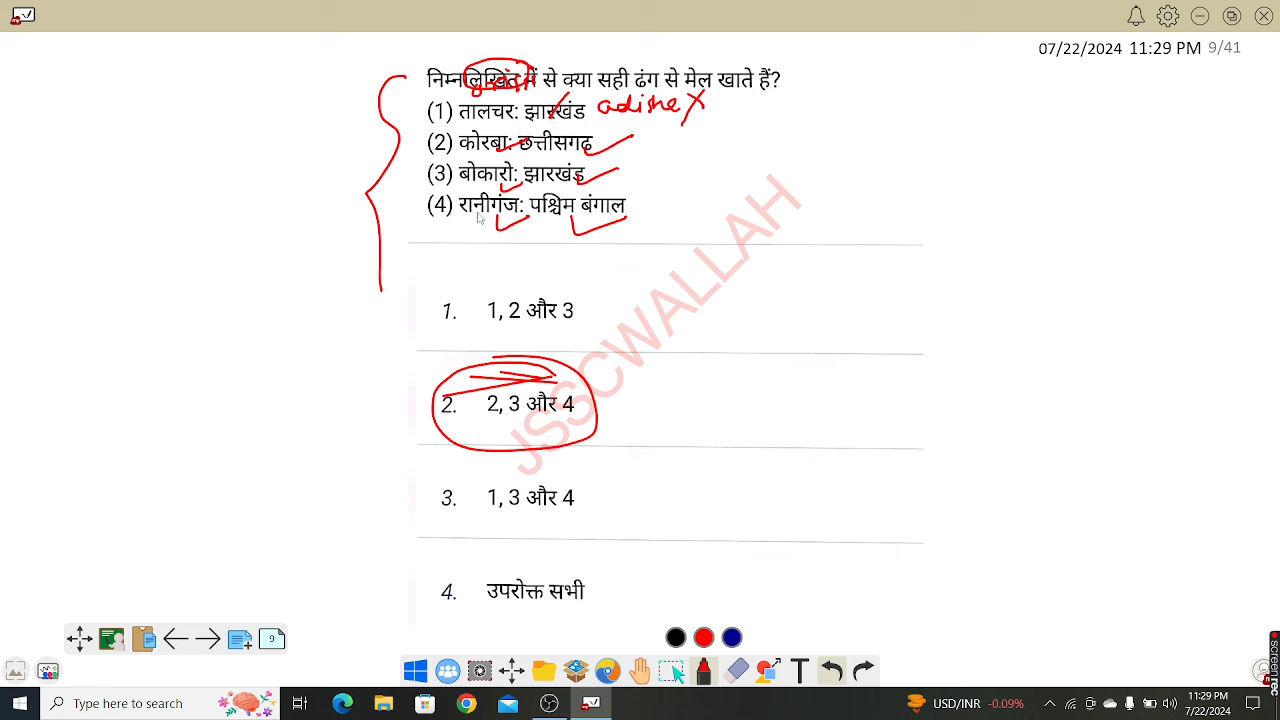 07/22/2024 11:29 PM 9/41
निम्नलिखित में से क्या सही ढंग से मेल खाते हैं?
(1) तालचर: झारखंड
(2) कोरबा: छत्तीसगढ़
(3) बोकारो: झारखंड
(4) रानीगंज: पश्चिम बंगाल
1. 1, 2 और 3
2. 2, 3 और 4
3. 1, 3 और 4
4. उपरोक्त सभी
JSSCWALLAH
9
T
Type here to search
USD/INR -0.09%
11:29 PM
7/22/2024